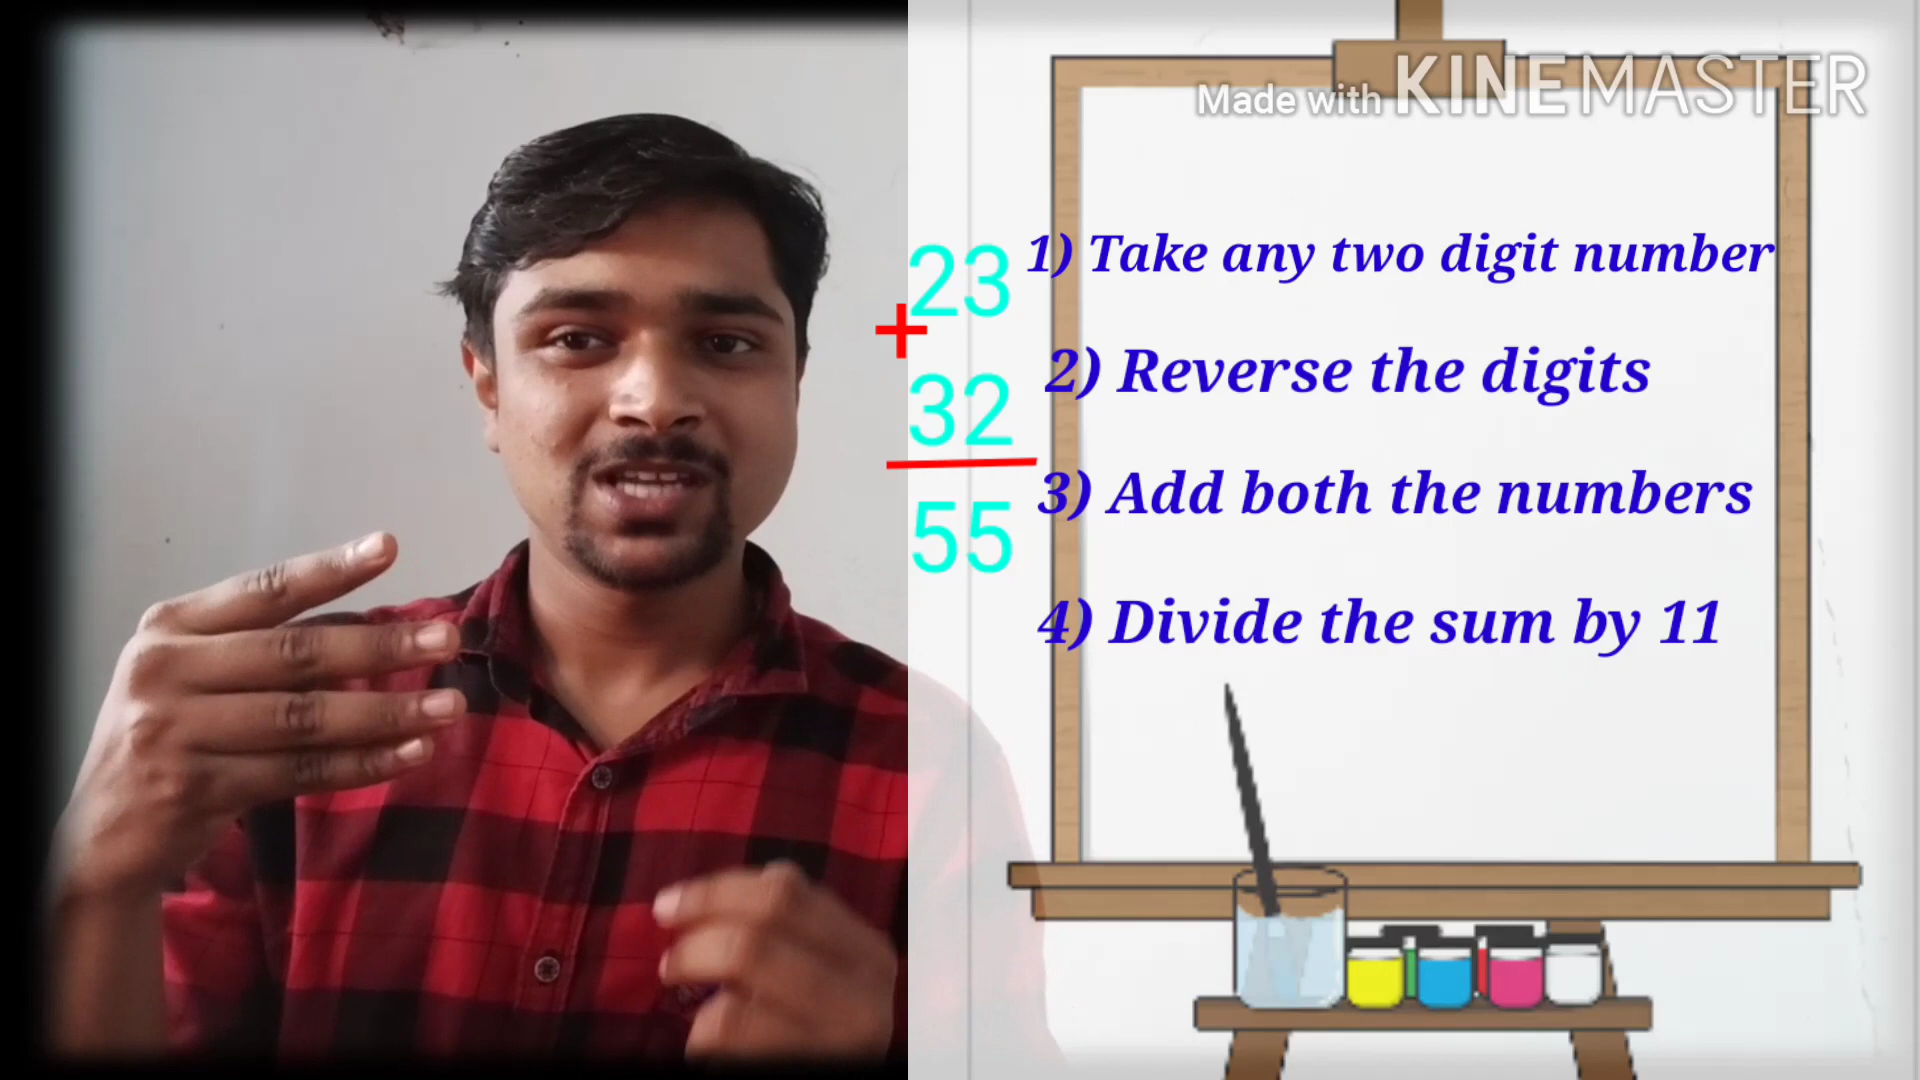 Made with KINEMASTER
23
+
32
55
1) Take any two digit number
2) Reverse the digits
3) Add both the numbers
4) Divide the sum by 11